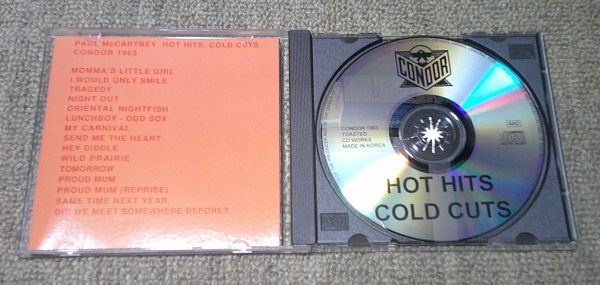 PAUL McCARTNEY HOT HITS, COLD CUTS
CONDOR 1963
MOMMA'S LITTLE GIRL
I WOULD ONLY SMILE
TRAGEDY
NIGHT OUT
ORIENTAL NIGHTFISH
LUNCHBOX - ODD SOX
MY CARNIVAL
SEND ME THE HEART
HEY DIDDLE
WILD PRAIRIE
TOMORROW
PROUD MUM
PROUD MUM (REPRISE)
SAME TIME NEXT YEAR
DID WE MEET SOMEWHERE BEFORE?
CONDOR
CONDOR 1963
TOASTED
CD WORKS
MADE IN KOREA
HOT HITS
COLD CUTS